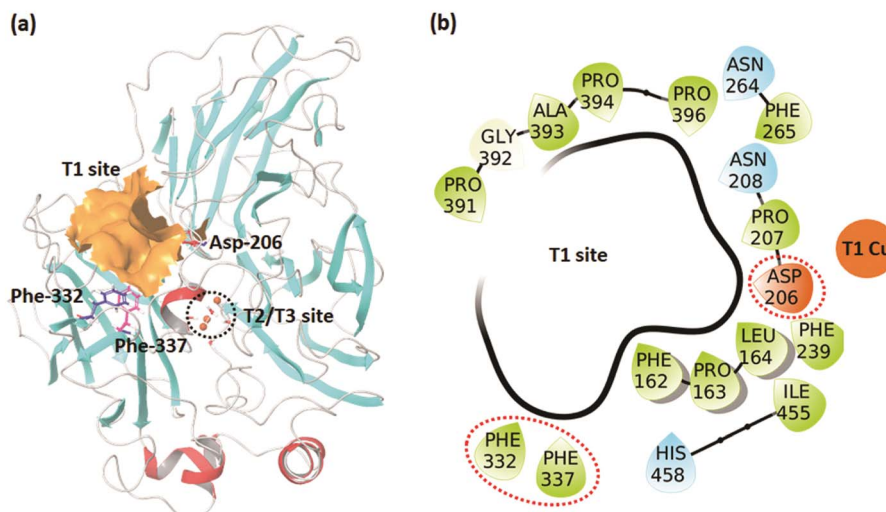 (a)
T1 site
Asp-206
Phe-332
T2/T3 site
Phe-337
(b)
PRO
394
PRO
396
ASN
264
PHE
265
ALA
393
GLY
392
PRO
391
ASN
208
PRO
207
T1 site
T1 Cu
ASP
206
PHE
239
LEU
164
PRO
163
PHE
162
ILE
455
PHE
332
PHE
337
HIS
458